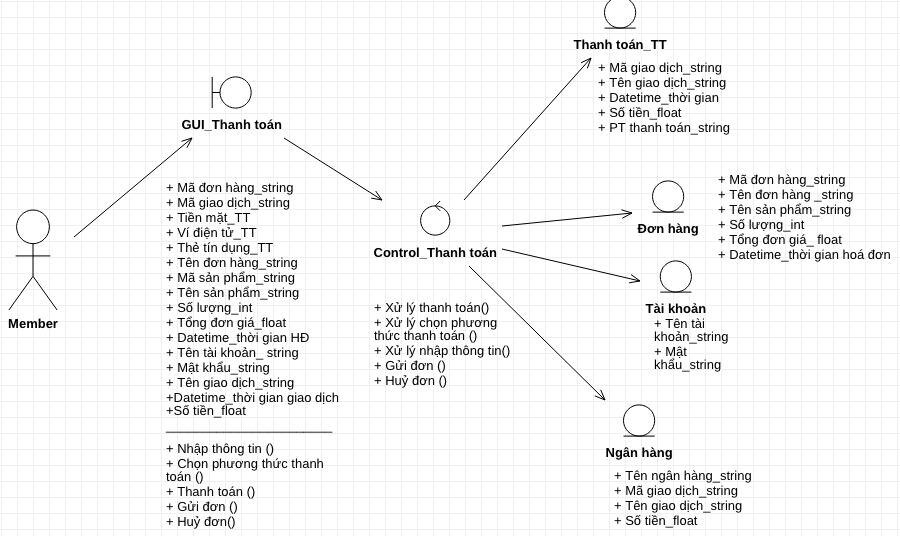 Thanh toán_TT
+ Mã giao dịch_string
+ Tên giao dịch_string
+ Datetime_thời gian
+ Số tiền_float
+ PT thanh toán_string
GUI_Thanh toán
+ Mã đơn hàng_string
+ Mã giao dịch_string
+ Tiền mặt_TT
+ Ví điện tử_TT
+ Thẻ tín dụng_TT
+ Tên đơn hàng_string
+ Mã sản phẩm_string
+ Tên sản phẩm_string
+ Số lượng_int
+ Tổng đơn giá_float
+ Datetime_thời gian HĐ
+ Tên tài khoản_ string
+ Mật khẩu_string
+ Tên giao dịch_string
+Datetime_thời gian giao dịch
+Số tiền_float
+ Nhập thông tin ()
+ Chọn phương thức thanh
toán ()
+ Thanh toán ()
+ Gửi đơn ()
+ Huỷ đơn()
Member
Control_Thanh toán
+ Xử lý thanh toán()
+ Xử lý chọn phương
thức thanh toán ()
+ Xử lý nhập thông tin()
+ Gửi đơn ()
+ Huỷ đơn ()
Đơn hàng
+ Mã đơn hàng_string
+ Tên đơn hàng _string
+ Tên sản phẩm_string
+ Số lượng_int
+ Tổng đơn giá_ float
+ Datetime_thời gian hoá đơn
Tài khoản
+ Tên tài
khoản_string
+ Mật
khẩu_string
Ngân hàng
+ Tên ngân hàng_string
+ Mã giao dịch_string
+ Tên giao dịch_string
+ Số tiền_float